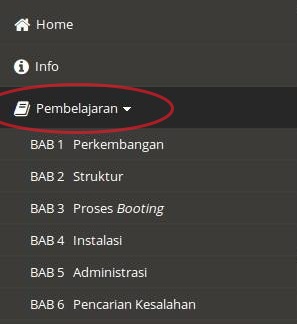 Home
Info
Pembelajaran
BAB 1 Perkembangan
BAB 2 Struktur
BAB 3 Proses Booting
BAB 4 Instalasi
BAB 5 Administrasi
BAB 6 Pencarian Kesalahan